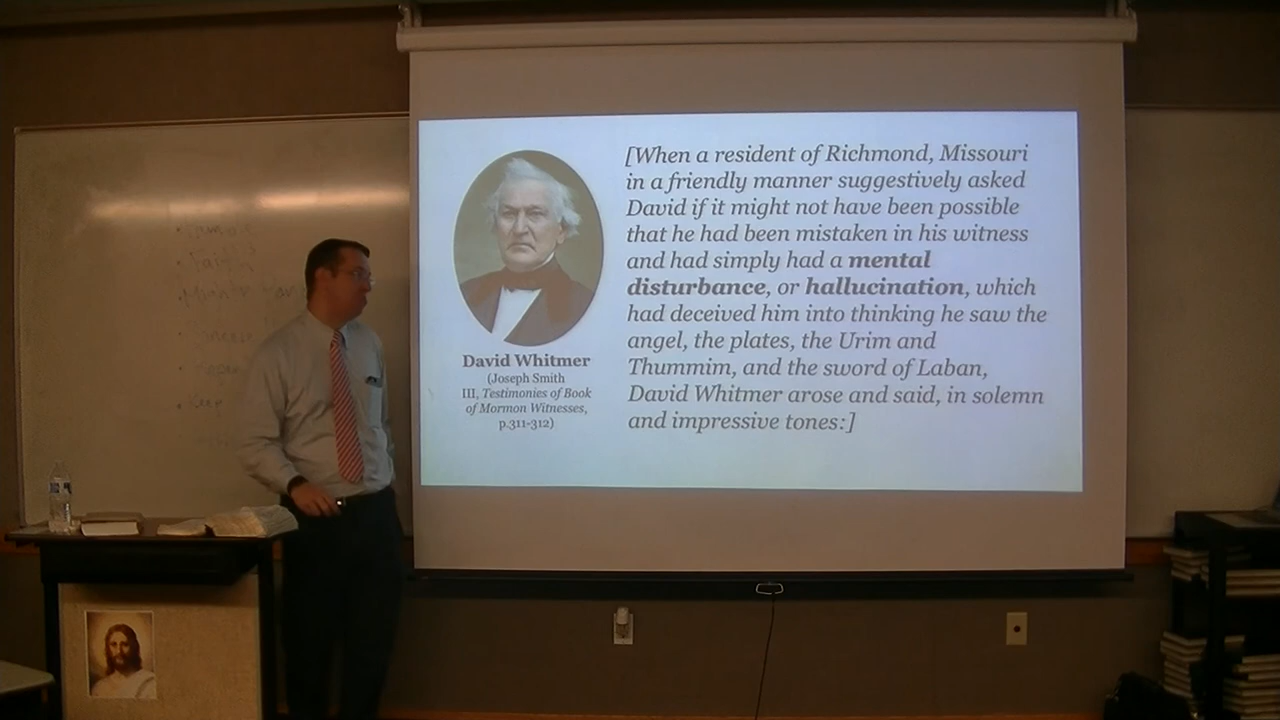 [When a resident of Richmond, Missouri
in a friendly manner suggestively asked
David if it might not have been possible
that he had been mistaken in his witness
and had simply had a mental
disturbance, or hallucination, which
had deceived him into thinking he saw the
angel, the plates, the Urim and
Thummim, and the sword of Laban,
David Whitmer arose and said, in solemn
and impressive tones:]
David Whitmer
(Joseph Smith
III, Testimonies of Book
of Mormon Witnesses,
p.311-312)